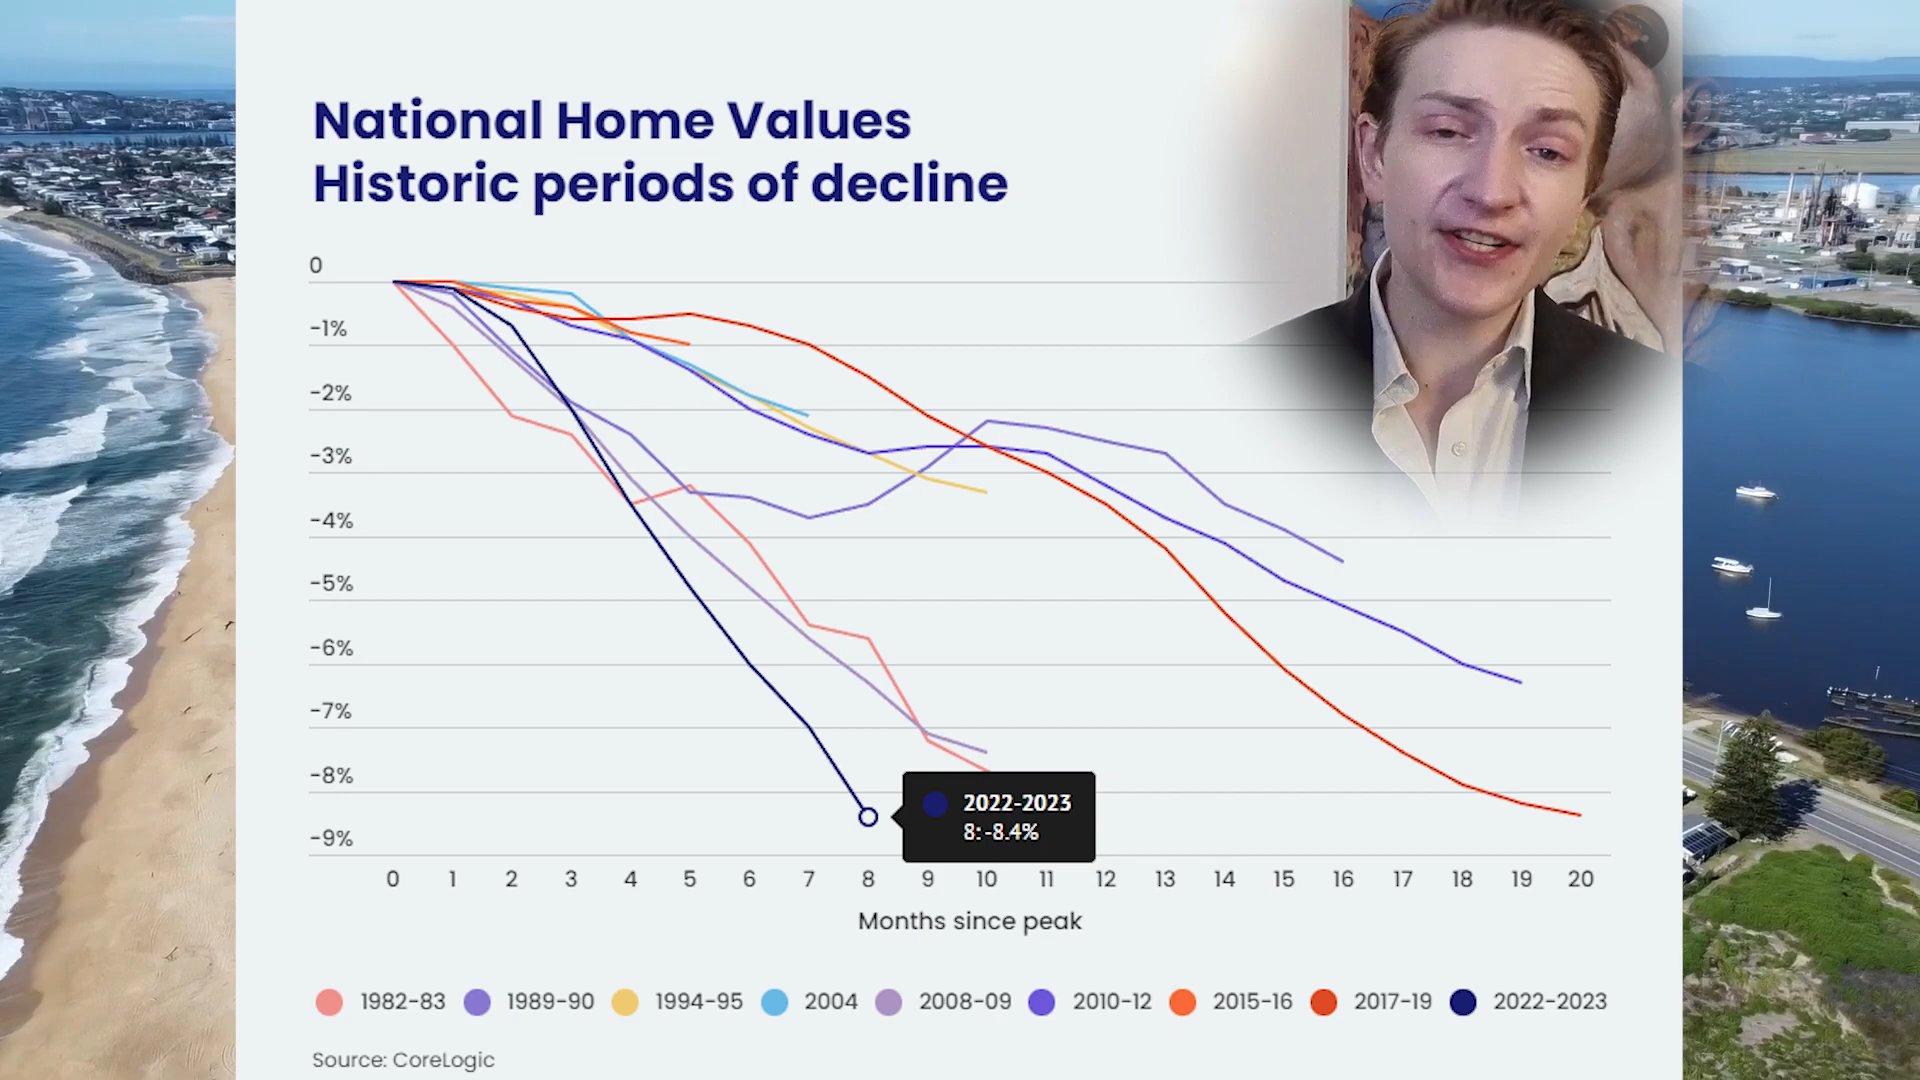 National Home Values
Historic periods of decline
0
-1%
-2%
-3%
-4%
-5%
-6%
-7%
-8%
-9%
2022-2023
8: -8.4%
0 1 2 3 4 5 6 7 8 9 10 11 12 13 14 15 16 17 18 19 20
Months since peak
1982-83 1989-90 1994-95 2004 2008-09 2010-12 2015-16 2017-19 2022-2023
Source: CoreLogic